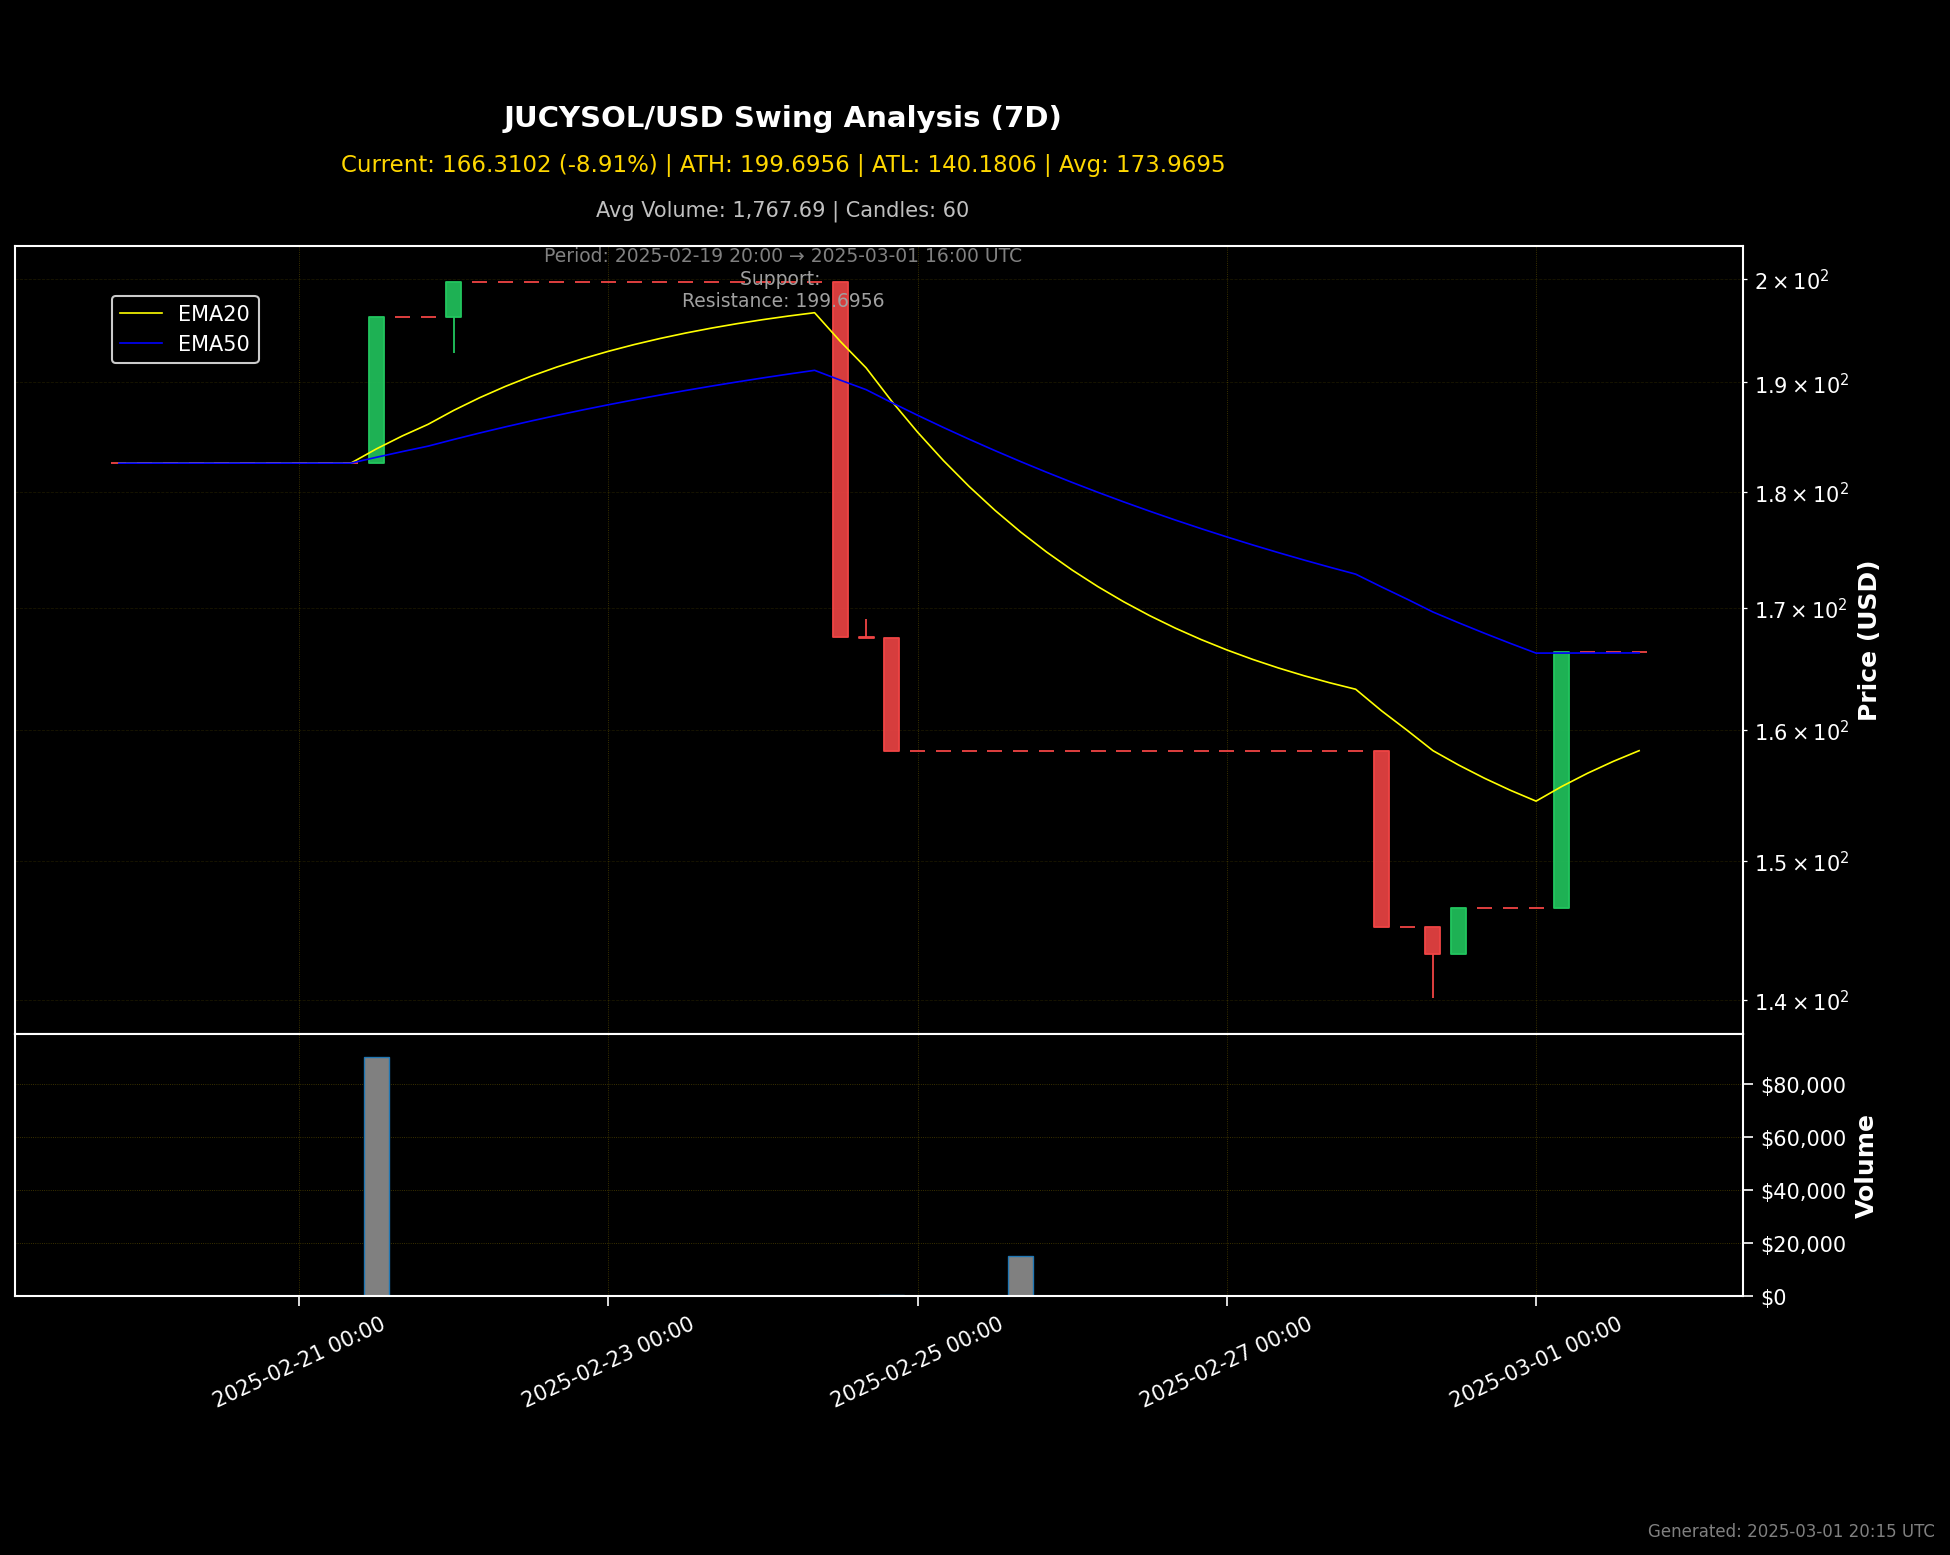 JUCYSOL/USD Swing Analysis (7D)
Current: 166.3102 (-8.91%) | ATH: 199.6956 | ATL: 140.1806 | Avg: 173.9695
Avg Volume: 1,767.69 | Candles: 60
Period: 2025-02-19 20:00 → 2025-03-01 16:00 UTC
Support:
Resistance: 199.6956
EMA20
EMA50
2 × 10²
1.9 × 10²
1.8 × 10²
1.7 × 10²
1.6 × 10²
1.5 × 10²
1.4 × 10²
Price (USD)
$80,000
$60,000
$40,000
$20,000
$0
Volume
2025-02-21 00:00
2025-02-23 00:00
2025-02-25 00:00
2025-02-27 00:00
2025-03-01 00:00
Generated: 2025-03-01 20:15 UTC